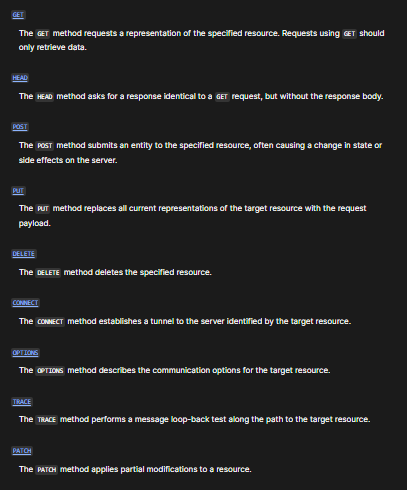 GET
The GET method requests a representation of the specified resource. Requests using GET should
only retrieve data.
HEAD
The HEAD method asks for a response identical to a GET request, but without the response body.
POST
The POST method submits an entity to the specified resource, often causing a change in state or
side effects on the server.
PUT
The PUT method replaces all current representations of the target resource with the request
payload.
DELETE
The DELETE method deletes the specified resource.
CONNECT
The CONNECT method establishes a tunnel to the server identified by the target resource.
OPTIONS
The OPTIONS method describes the communication options for the target resource.
TRACE
The TRACE method performs a message loop-back test along the path to the target resource.
PATCH
The PATCH method applies partial modifications to a resource.